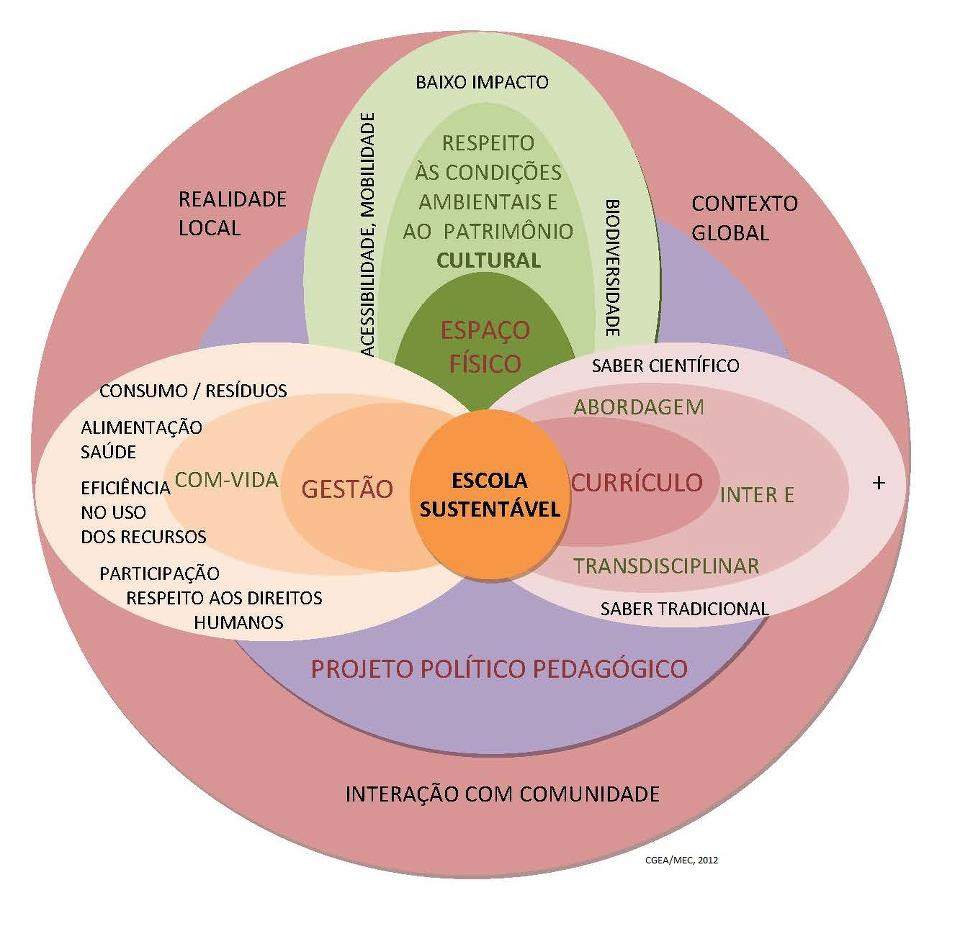 BAIXO IMPACTO
ACESSIBILIDADE, MOBILIDADE
RESPEITO
ÀS CONDIÇÕES
AMBIENTAIS E
AO PATRIMÔNIO
CULTURAL
BIODIVERSIDADE
ESPAÇO
FÍSICO
REALIDADE
LOCAL
CONTEXTO
GLOBAL
CONSUMO / RESÍDUOS
ALIMENTAÇÃO
SAÚDE
EFICIÊNCIA
NO USO
DOS RECURSOS
PARTICIPAÇÃO
RESPEITO AOS DIREITOS
HUMANOS
COM-VIDA
GESTÃO
ESCOLA
SUSTENTÁVEL
CURRÍCULO
SABER CIENTÍFICO
ABORDAGEM
INTER E
TRANSDISCIPLINAR
+
SABER TRADICIONAL
PROJETO POLÍTICO PEDAGÓGICO
INTERAÇÃO COM COMUNIDADE
CGEA/MEC, 2012